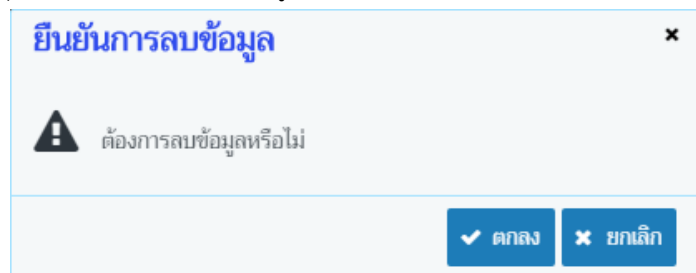 ยืนยันการลบข้อมูล
ต้องการลบข้อมูลหรือไม่
ตกลง ยกเลิก